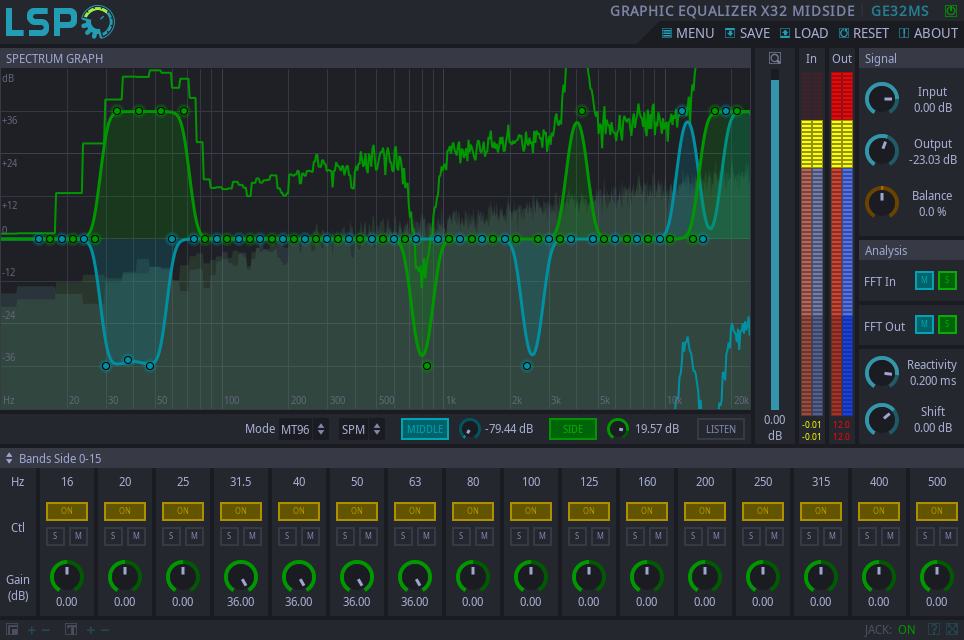 LSP
GRAPHIC EQUALIZER X32 MIDSIDE GE32MS
MENU SAVE LOAD RESET ABOUT
SPECTRUM GRAPH
dB
+36
+24
+12
0
-12
-24
-36
Hz 20 30 50 100 200 300 500 1k 2k 3k 5k 10k 20k
0.00
dB
In Out
-0.01 12.0
-0.01 12.0
Signal
Input
0.00 dB
Output
-23.03 dB
Balance
0.0 %
Analysis
FFT In M S
FFT Out M S
Reactivity
0.200 ms
Shift
0.00 dB
Mode MT96 SPM MIDDLE -79.44 dB SIDE 19.57 dB LISTEN
Bands Side 0-15
Hz 16 20 25 31.5 40 50 63 80 100 125 160 200 250 315 400 500
ON ON ON ON ON ON ON ON ON ON ON ON ON ON ON ON
Ctl S M S M S M S M S M S M S M S M S M S M S M S M S M S M S M S M
Gain
(dB) 0.00 0.00 0.00 36.00 36.00 36.00 36.00 0.00 0.00 0.00 0.00 0.00 0.00 0.00 0.00 0.00
+ − T + − JACK: ON ?